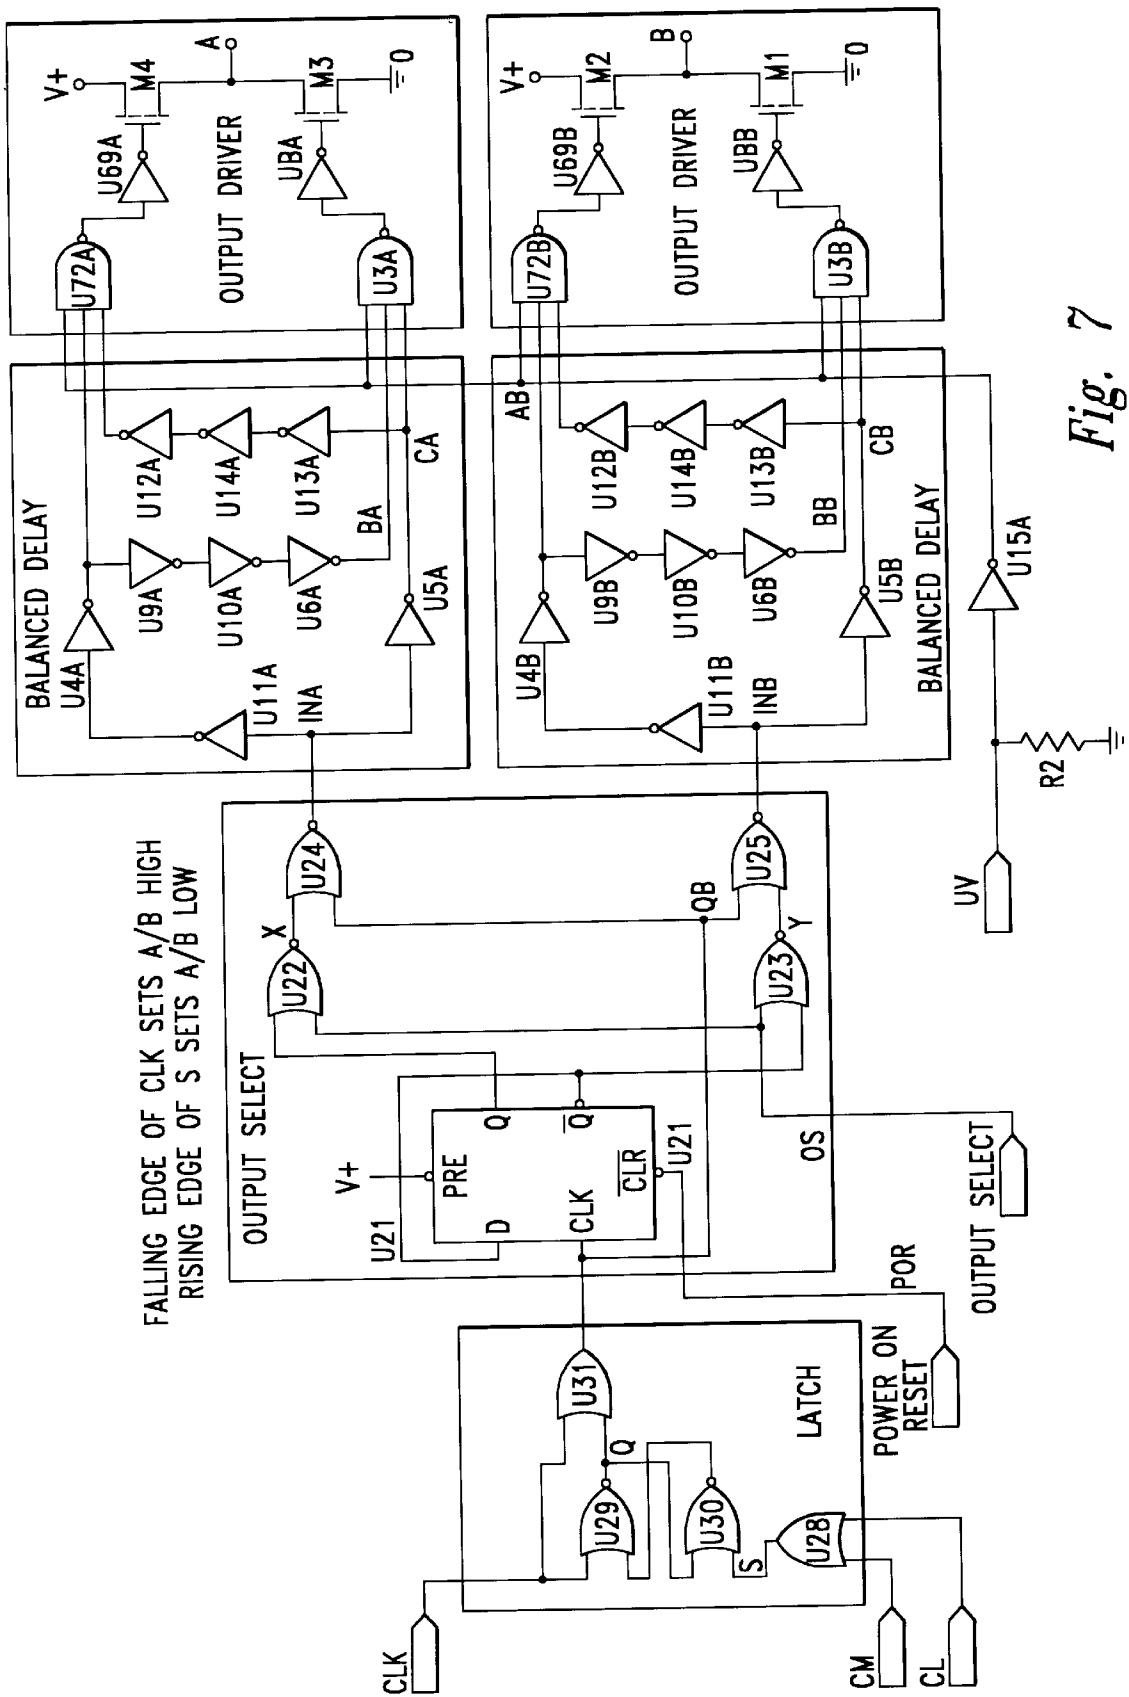 FALLING EDGE OF CLK SETS A/B HIGH
RISING EDGE OF S SETS A/B LOW
CLK
CM
CL
U29
U30
S
U28
Q
U31
LATCH
POWER ON
RESET
POR
OUTPUT SELECT
OUTPUT SELECT
V+
U21
PRE
D
Q
Q
CLK
CLR
U21
OS
U22
X
U24
U23
Y
U25
QB
UV
R2
U15A
BALANCED DELAY
U4A
U11A
INA
U9A
U10A
U6A
U5A
BA
U12A
U14A
U13A
CA
U4B
U11B
INB
U9B
U10B
U6B
U5B
BB
AB
U12B
U14B
U13B
CB
BALANCED DELAY
U72A
U3A
OUTPUT DRIVER
U69A
UBA
V+
M4
A
M3
0
U72B
U3B
OUTPUT DRIVER
U69B
UBB
V+
M2
B
M1
0
Fig. 7